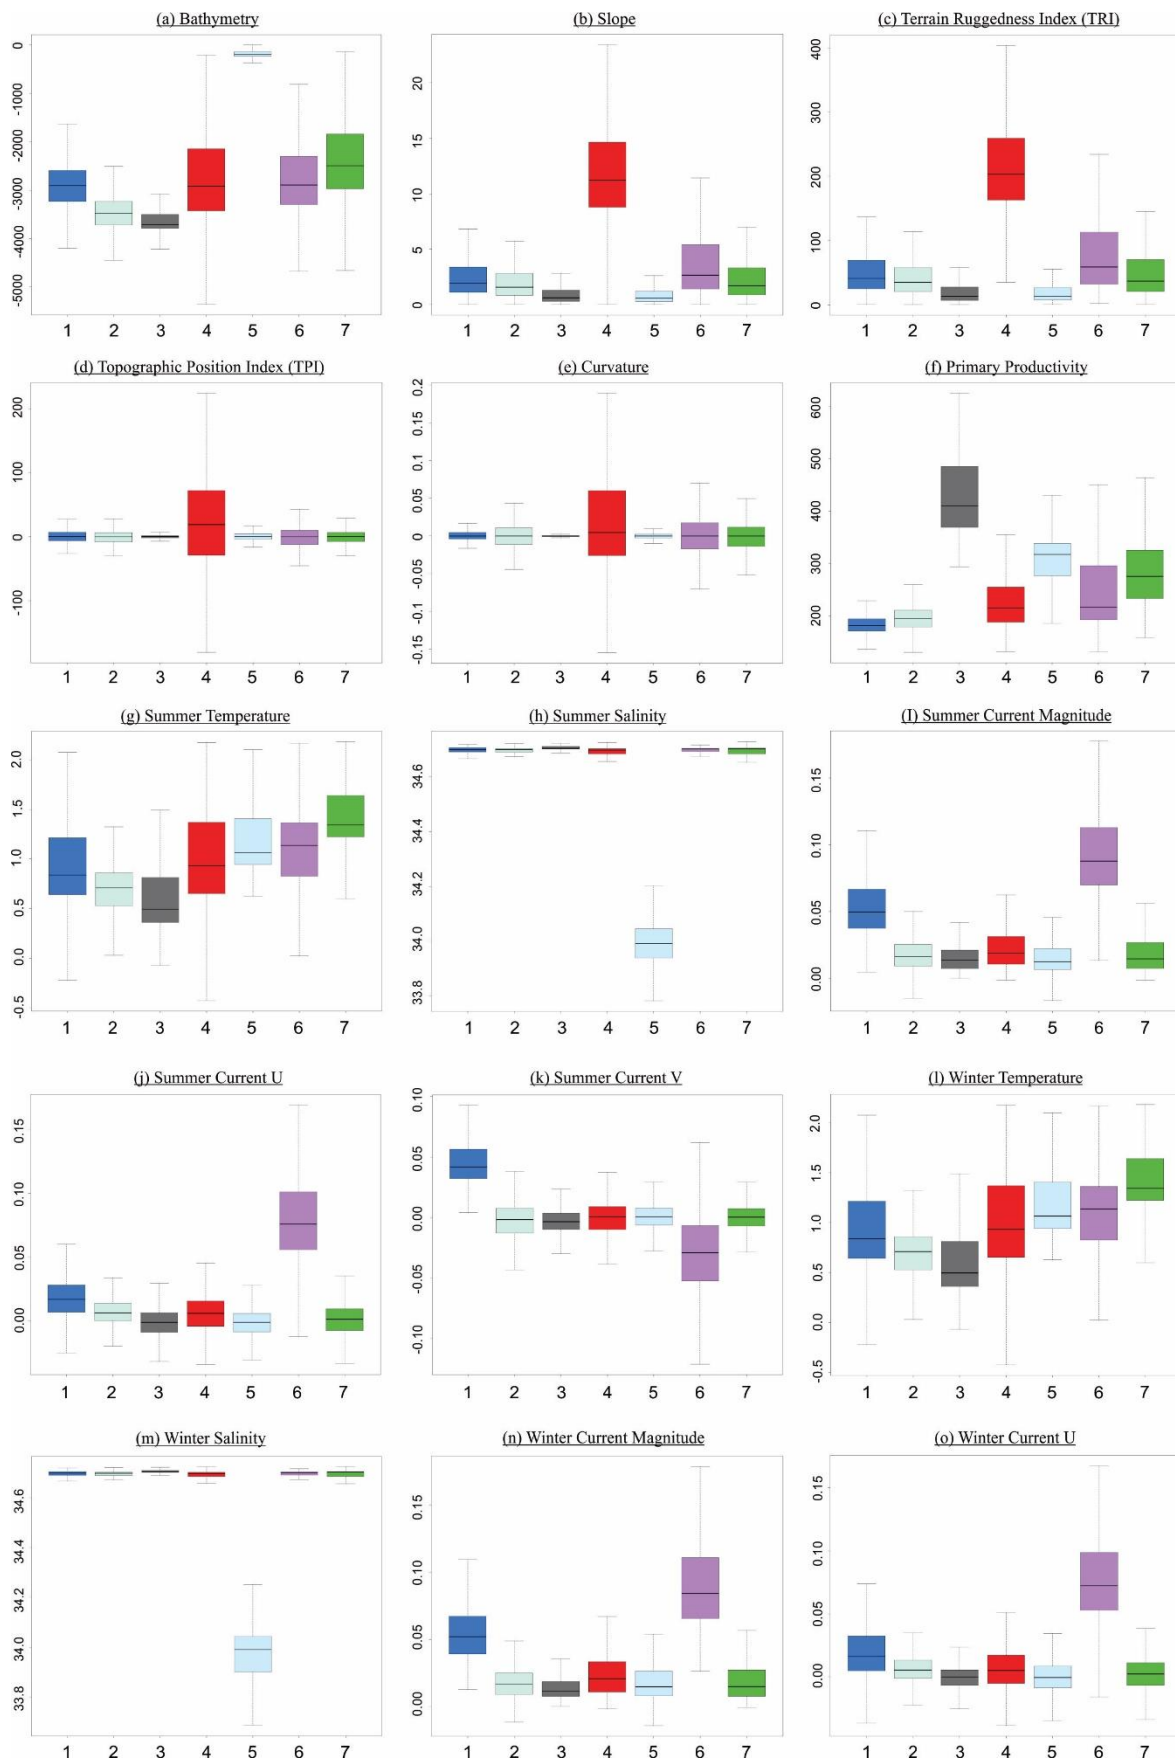 (a) Bathymetry
0
-1000
-2000
-3000
-4000
-5000
1 2 3 4 5 6 7
(b) Slope
20
15
10
5
0
1 2 3 4 5 6 7
(c) Terrain Ruggedness Index (TRI)
400
300
200
100
0
1 2 3 4 5 6 7
(d) Topographic Position Index (TPI)
200
100
0
-100
1 2 3 4 5 6 7
(e) Curvature
0.2
0.15
0.1
0.05
0
-0.05
-0.1
-0.15
1 2 3 4 5 6 7
(f) Primary Productivity
600
500
400
300
200
1 2 3 4 5 6 7
(g) Summer Temperature
2.0
1.5
1.0
0.5
0.0
-0.5
1 2 3 4 5 6 7
(h) Summer Salinity
34.6
34.4
34.2
34.0
33.8
1 2 3 4 5 6 7
(I) Summer Current Magnitude
0.15
0.10
0.05
0.00
1 2 3 4 5 6 7
(j) Summer Current U
0.15
0.10
0.05
0.00
1 2 3 4 5 6 7
(k) Summer Current V
0.10
0.05
0.00
-0.05
-0.10
1 2 3 4 5 6 7
(l) Winter Temperature
2.0
1.5
1.0
0.5
0.0
-0.5
1 2 3 4 5 6 7
(m) Winter Salinity
34.6
34.4
34.2
34.0
33.8
1 2 3 4 5 6 7
(n) Winter Current Magnitude
0.15
0.10
0.05
0.00
1 2 3 4 5 6 7
(o) Winter Current U
0.15
0.10
0.05
0.00
1 2 3 4 5 6 7